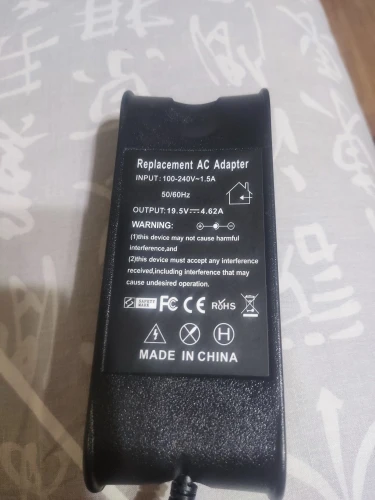 Replacement AC Adapter
INPUT: 100-240V~1.5A
50/60Hz
OUTPUT: 19.5V⎓4.62A
WARNING:
(1)this device may not cause harmful
interference,and
(2)this device must accept any interference
received,including interference that may
cause undesired operation.
S SAFETY MARK FC CE RoHS
H
MADE IN CHINA